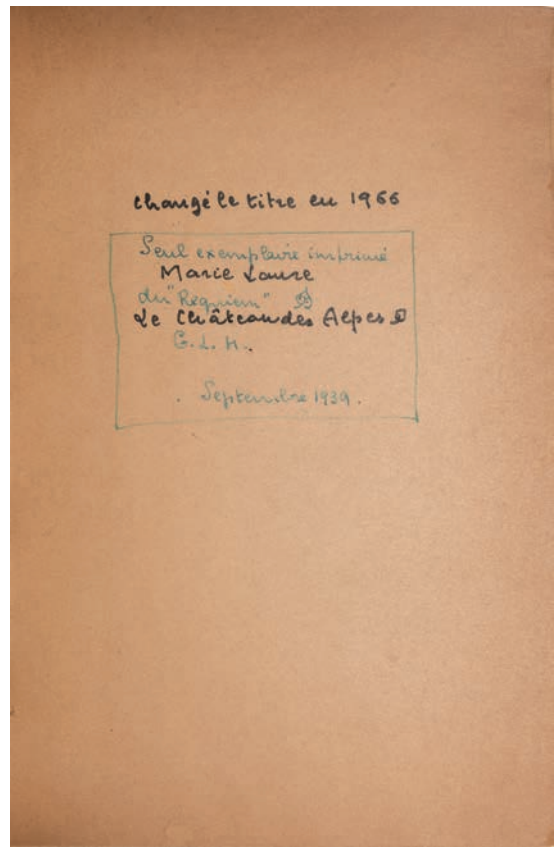 changé le titre en 1966
Seul exemplaire imprimé
Marie Laure
du "Requiem"
Le Château des Alpes
G. L. M.
. Septembre 1939.